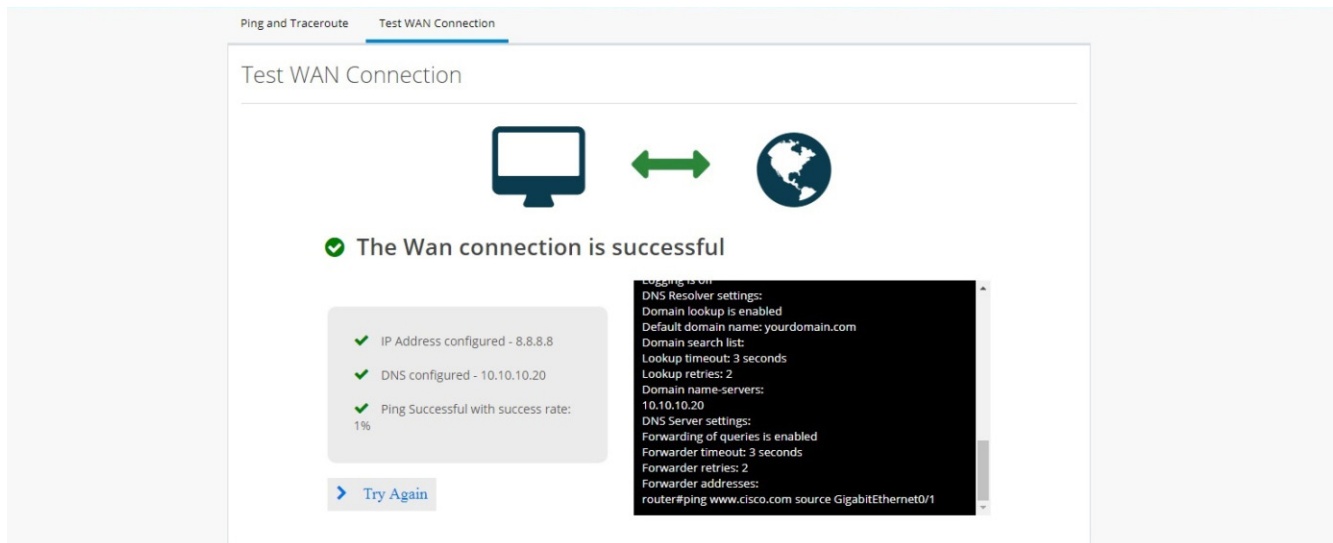 Ping and Traceroute Test WAN Connection
Test WAN Connection
The Wan connection is successful
IP Address configured - 8.8.8.8
DNS configured - 10.10.10.20
Ping Successful with success rate:
1%
Try Again
Logging is on
DNS Resolver settings:
Domain lookup is enabled
Default domain name: yourdomain.com
Domain search list:
Lookup timeout: 3 seconds
Lookup retries: 2
Domain name-servers:
10.10.10.20
DNS Server settings:
Forwarding of queries is enabled
Forwarder timeout: 3 seconds
Forwarder retries: 2
Forwarder addresses:
router#ping www.cisco.com source GigabitEthernet0/1